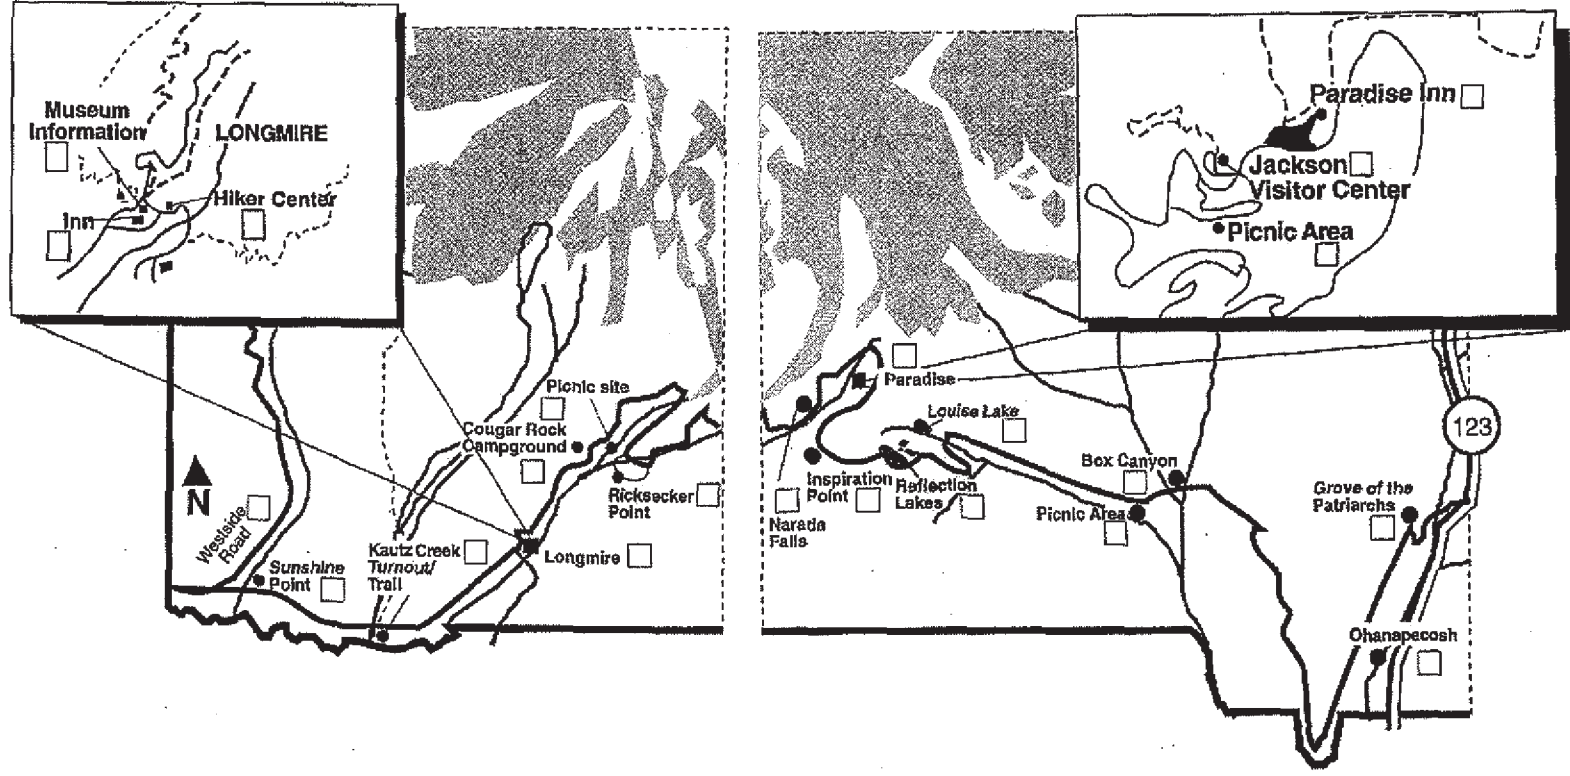 Museum
Information
LONGMIRE
Hiker Center
Inn
Paradise Inn
Jackson
Visitor Center
Picnic Area
Picnic site
Cougar Rock
Campground
Ricksecker
Point
N
Westside
Road
Sunshine
Point
Kautz Creek
Turnout/
Trail
Longmire
Paradise
Louise Lake
Inspiration
Point
Reflection
Lakes
Narada
Falls
Box Canyon
Picnic Area
123
Grove of the
Patriarchs
Ohanapecosh